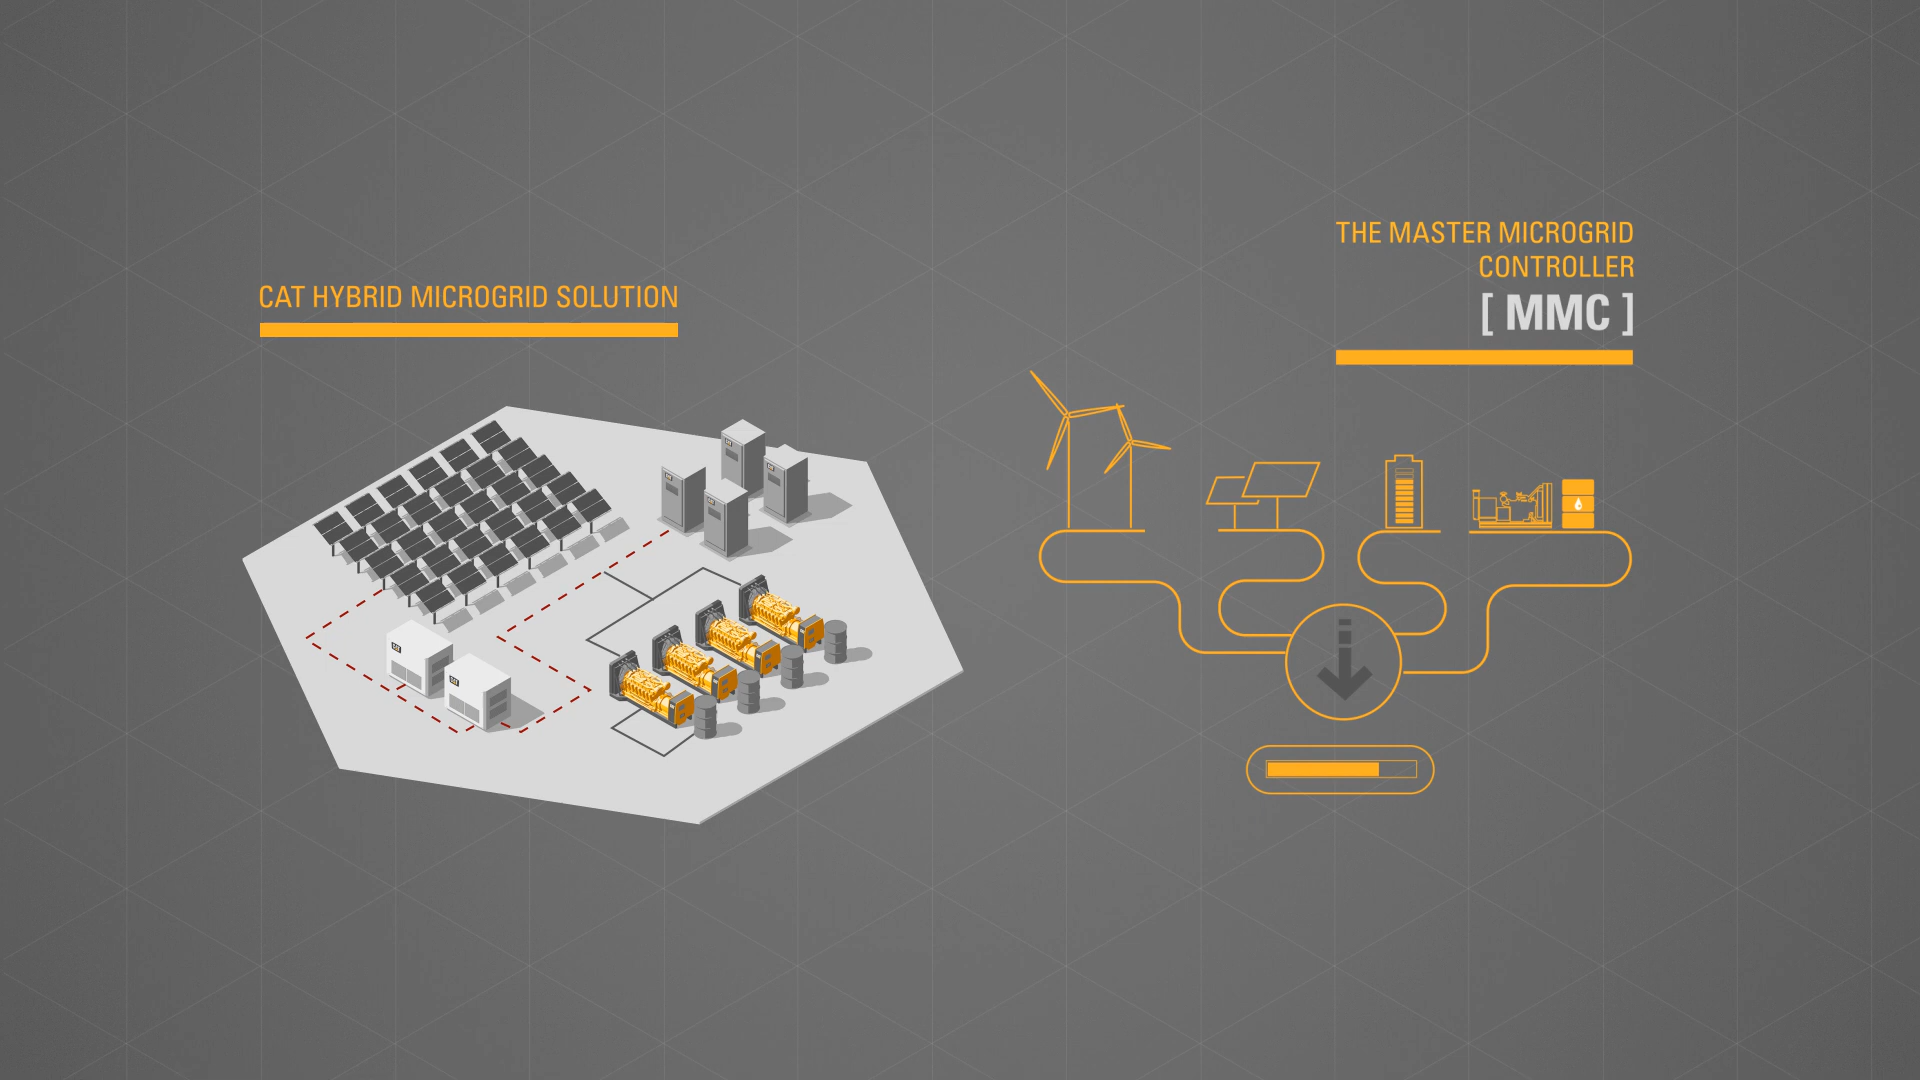 CAT HYBRID MICROGRID SOLUTION
THE MASTER MICROGRID
CONTROLLER
[ MMC ]